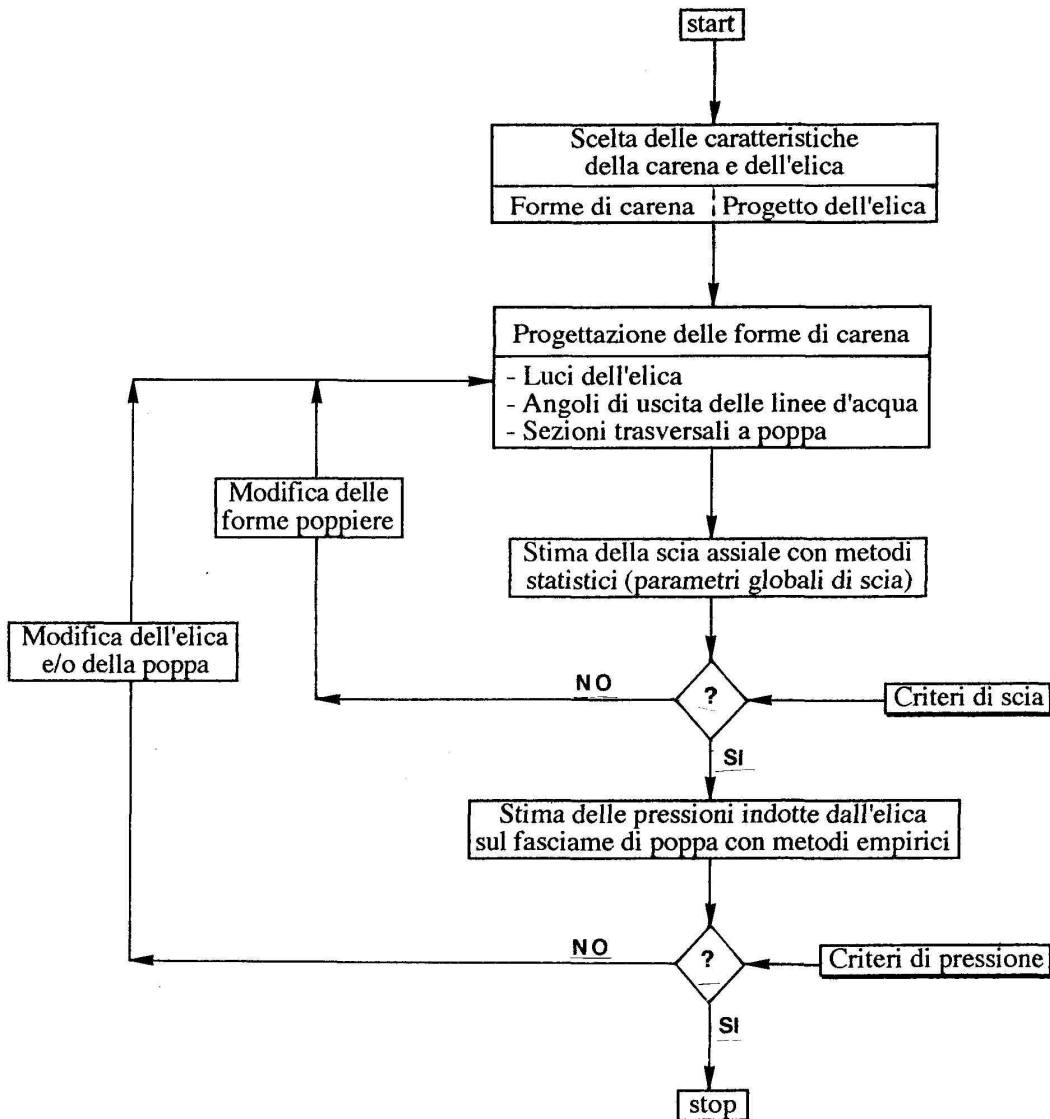 start
Scelta delle caratteristiche
della carena e dell'elica
Forme di carena
Progetto dell'elica
Progettazione delle forme di carena
- Luci dell'elica
- Angoli di uscita delle linee d'acqua
- Sezioni trasversali a poppa
Modifica delle
forme poppiere
Stima della scia assiale con metodi
statistici (parametri globali di scia)
Modifica dell'elica
e/o della poppa
NO
?
Criteri di scia
SI
Stima delle pressioni indotte dall'elica
sul fasciame di poppa con metodi empirici
NO
?
Criteri di pressione
SI
stop